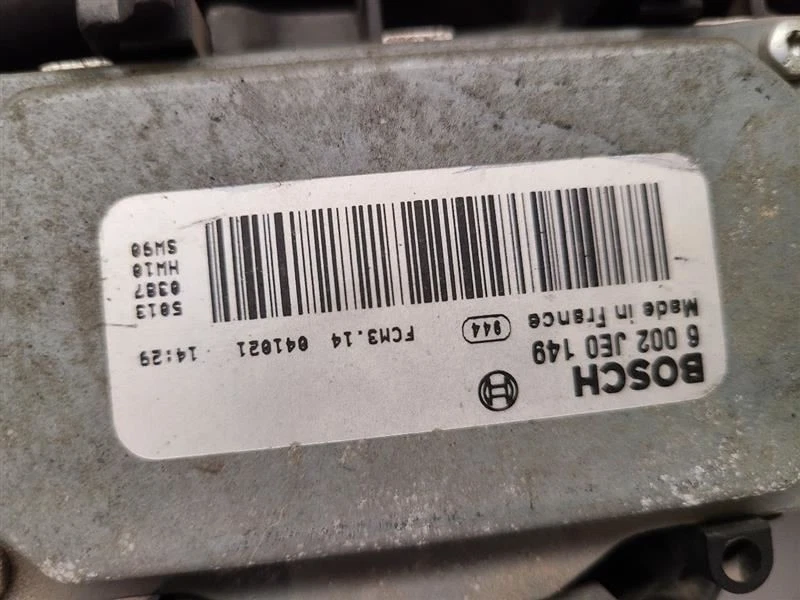 BOSCH
6 002 JE0 149
Made in France
944
FCM3.14 041021 14:29
5013
0387
HW10
SW90